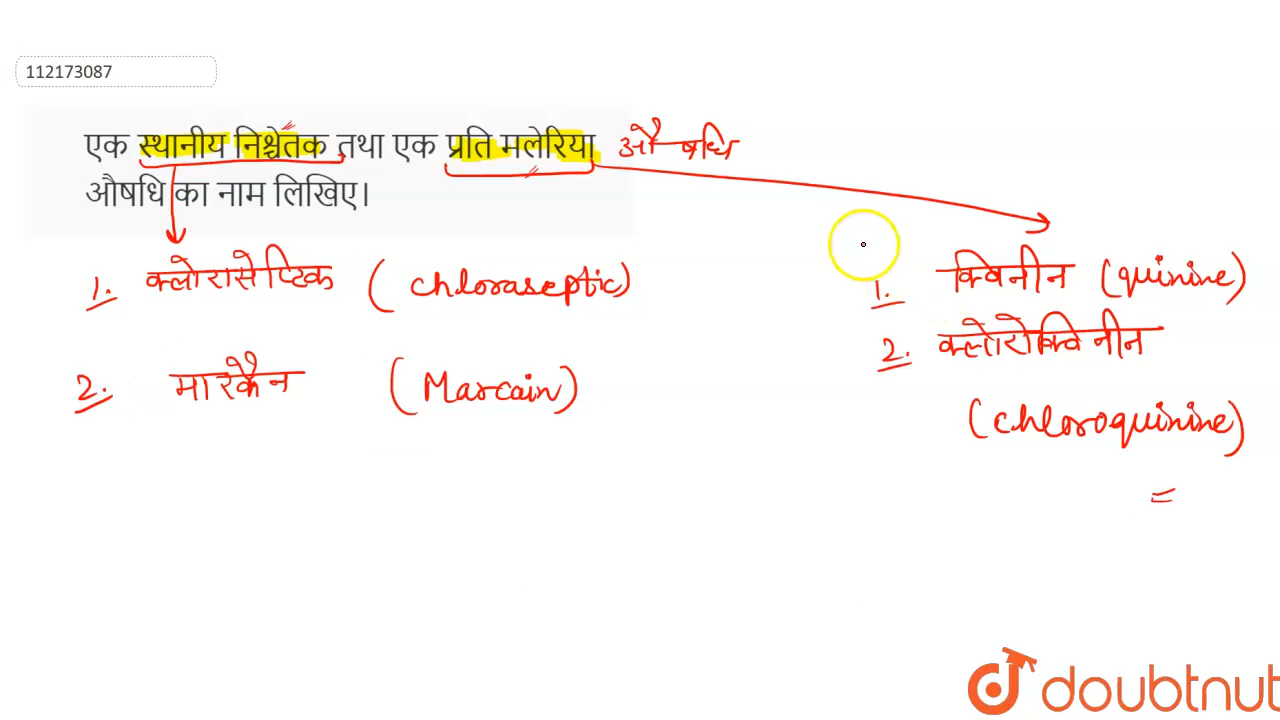 112173087
एक स्थानीय निश्चेतक तथा एक प्रति मलेरिया औषधि
औषधि का नाम लिखिए।
1. क्लोरासेप्टिक (Chloraseptic)
1. क्विनीन (quinine)
2. क्लोरोक्विनीन
2. मारकैन (Marcain)
(chloroquinine)
doubtnut